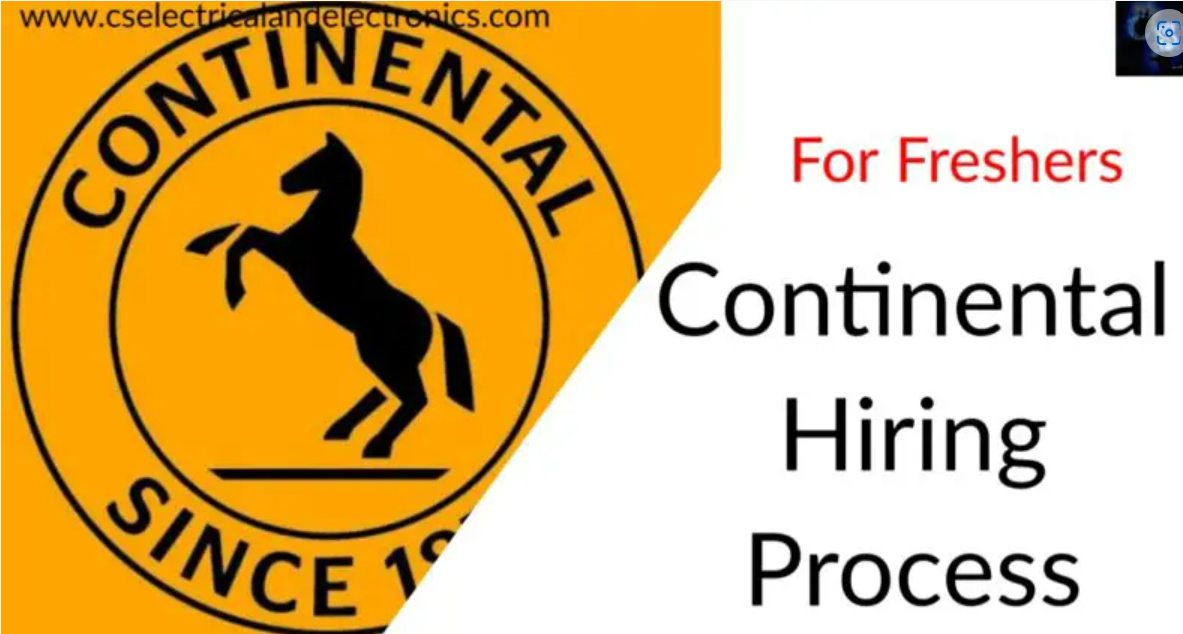 www.cselectricalandelectronics.com
CONTINENTAL
SINCE
For Freshers
Continental
Hiring
Process